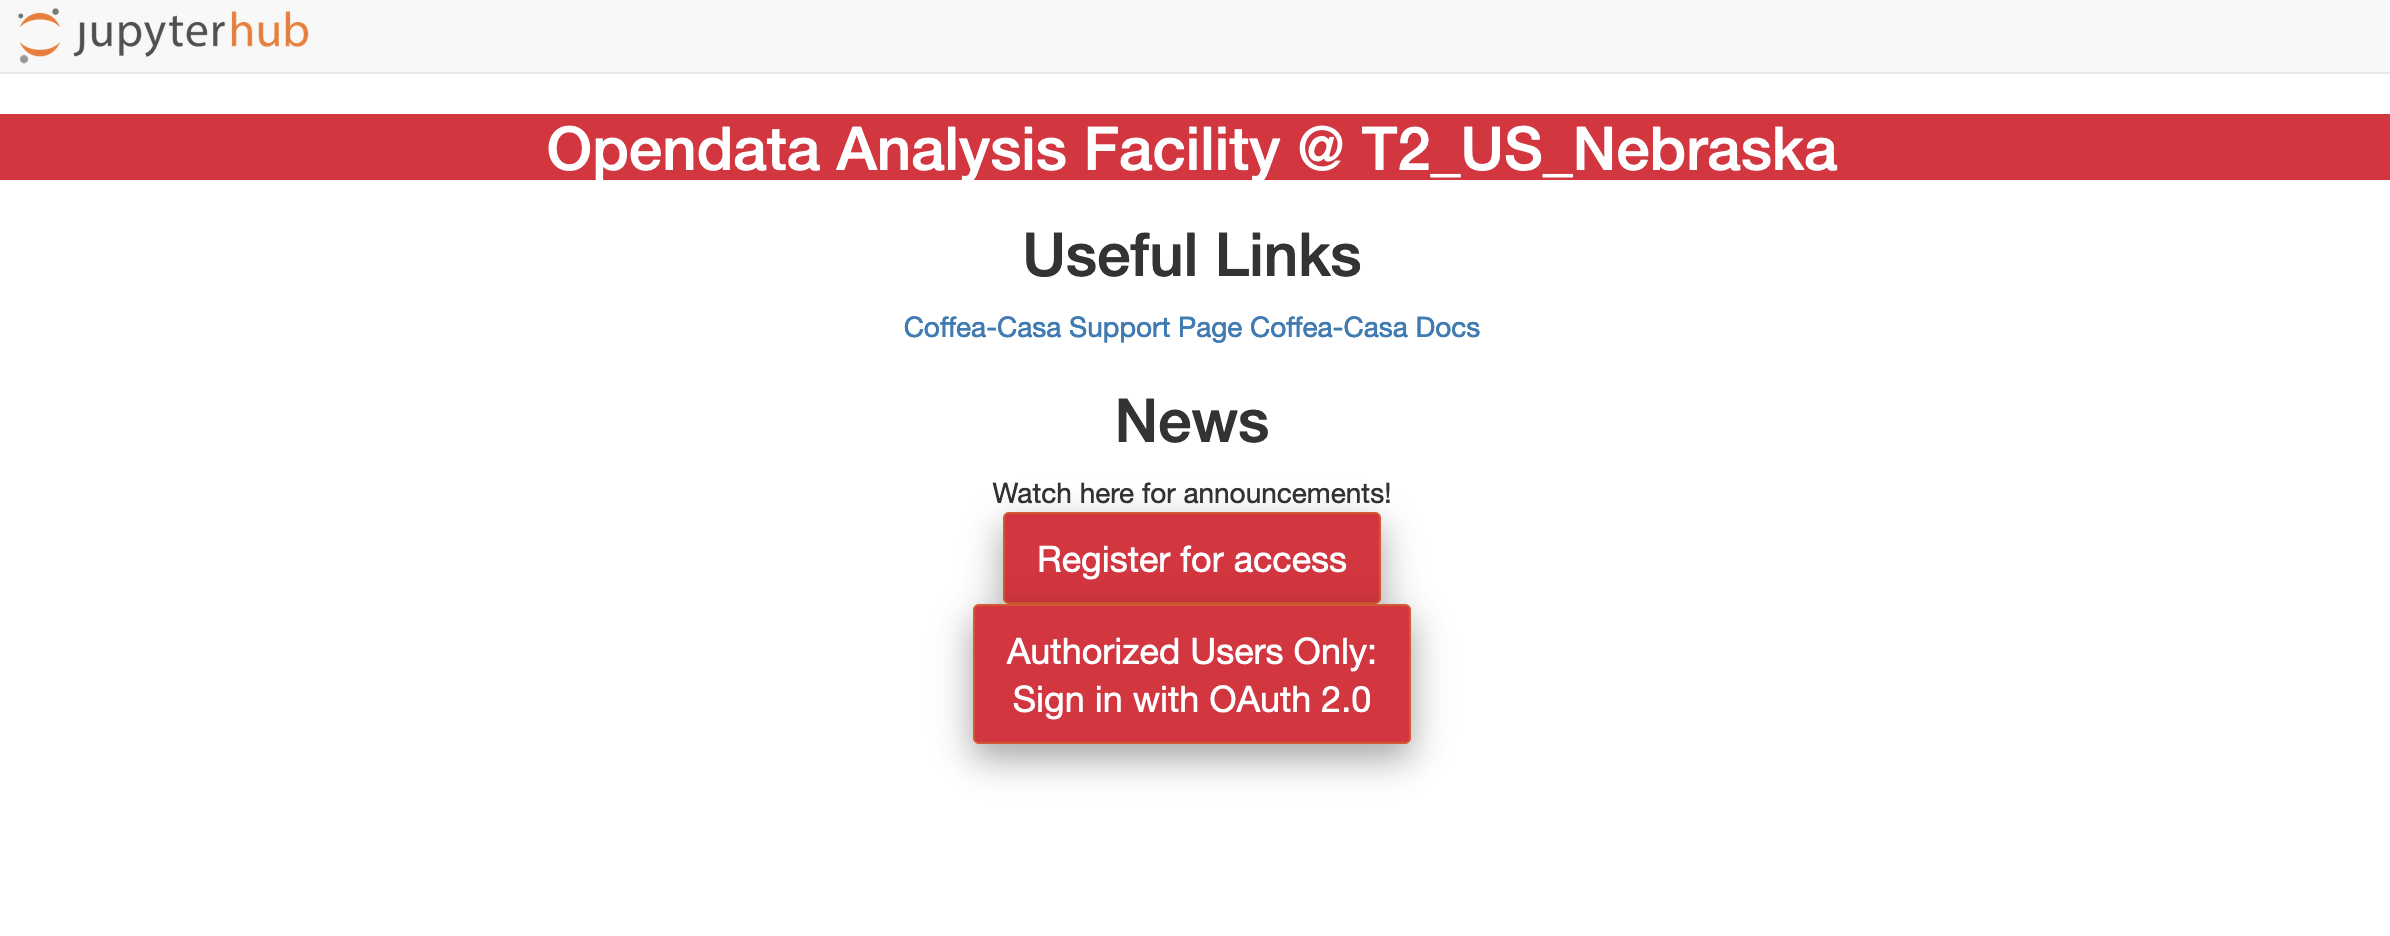 jupyterhub
Opendata Analysis Facility @ T2_US_Nebraska
Useful Links
Coffea-Casa Support Page Coffea-Casa Docs
News
Watch here for announcements!
Register for access
Authorized Users Only:
Sign in with OAuth 2.0